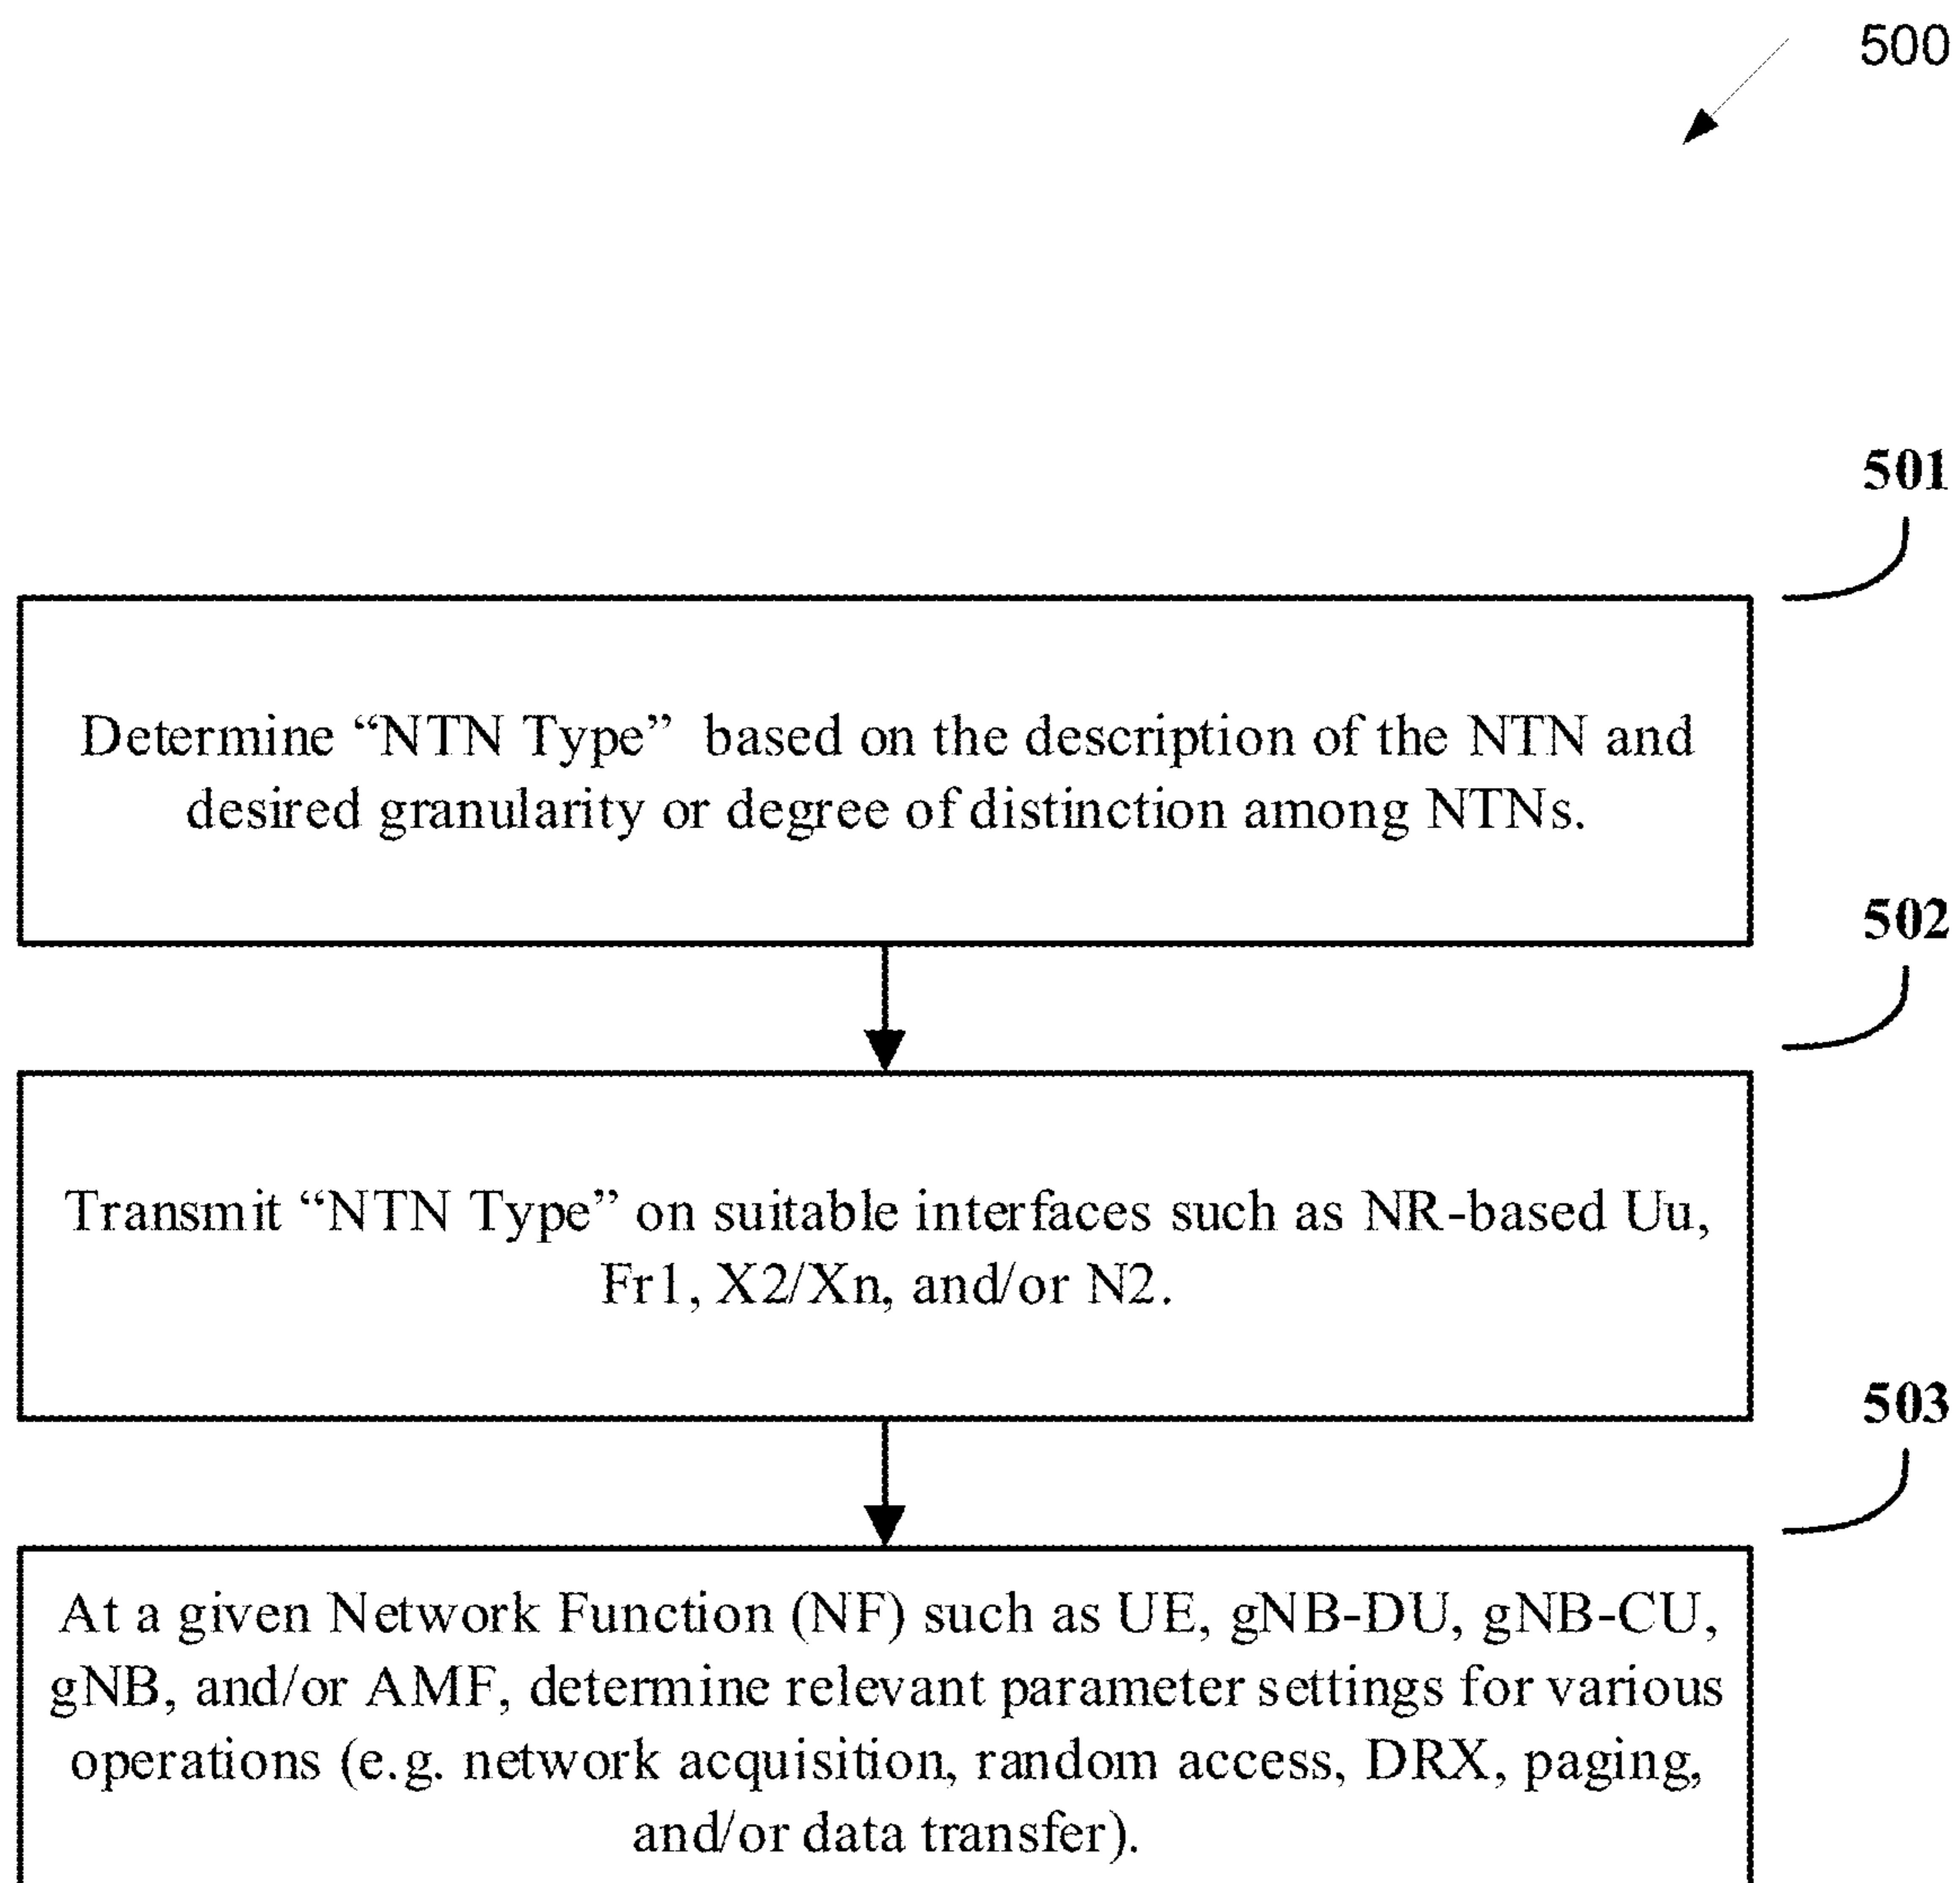 500
501
Determine “NTN Type” based on the description of the NTN and
desired granularity or degree of distinction among NTNs.
502
Transmit “NTN Type” on suitable interfaces such as NR-based Uu,
Fr1, X2/Xn, and/or N2.
503
At a given Network Function (NF) such as UE, gNB-DU, gNB-CU,
gNB, and/or AMF, determine relevant parameter settings for various
operations (e.g. network acquisition, random access, DRX, paging,
and/or data transfer).